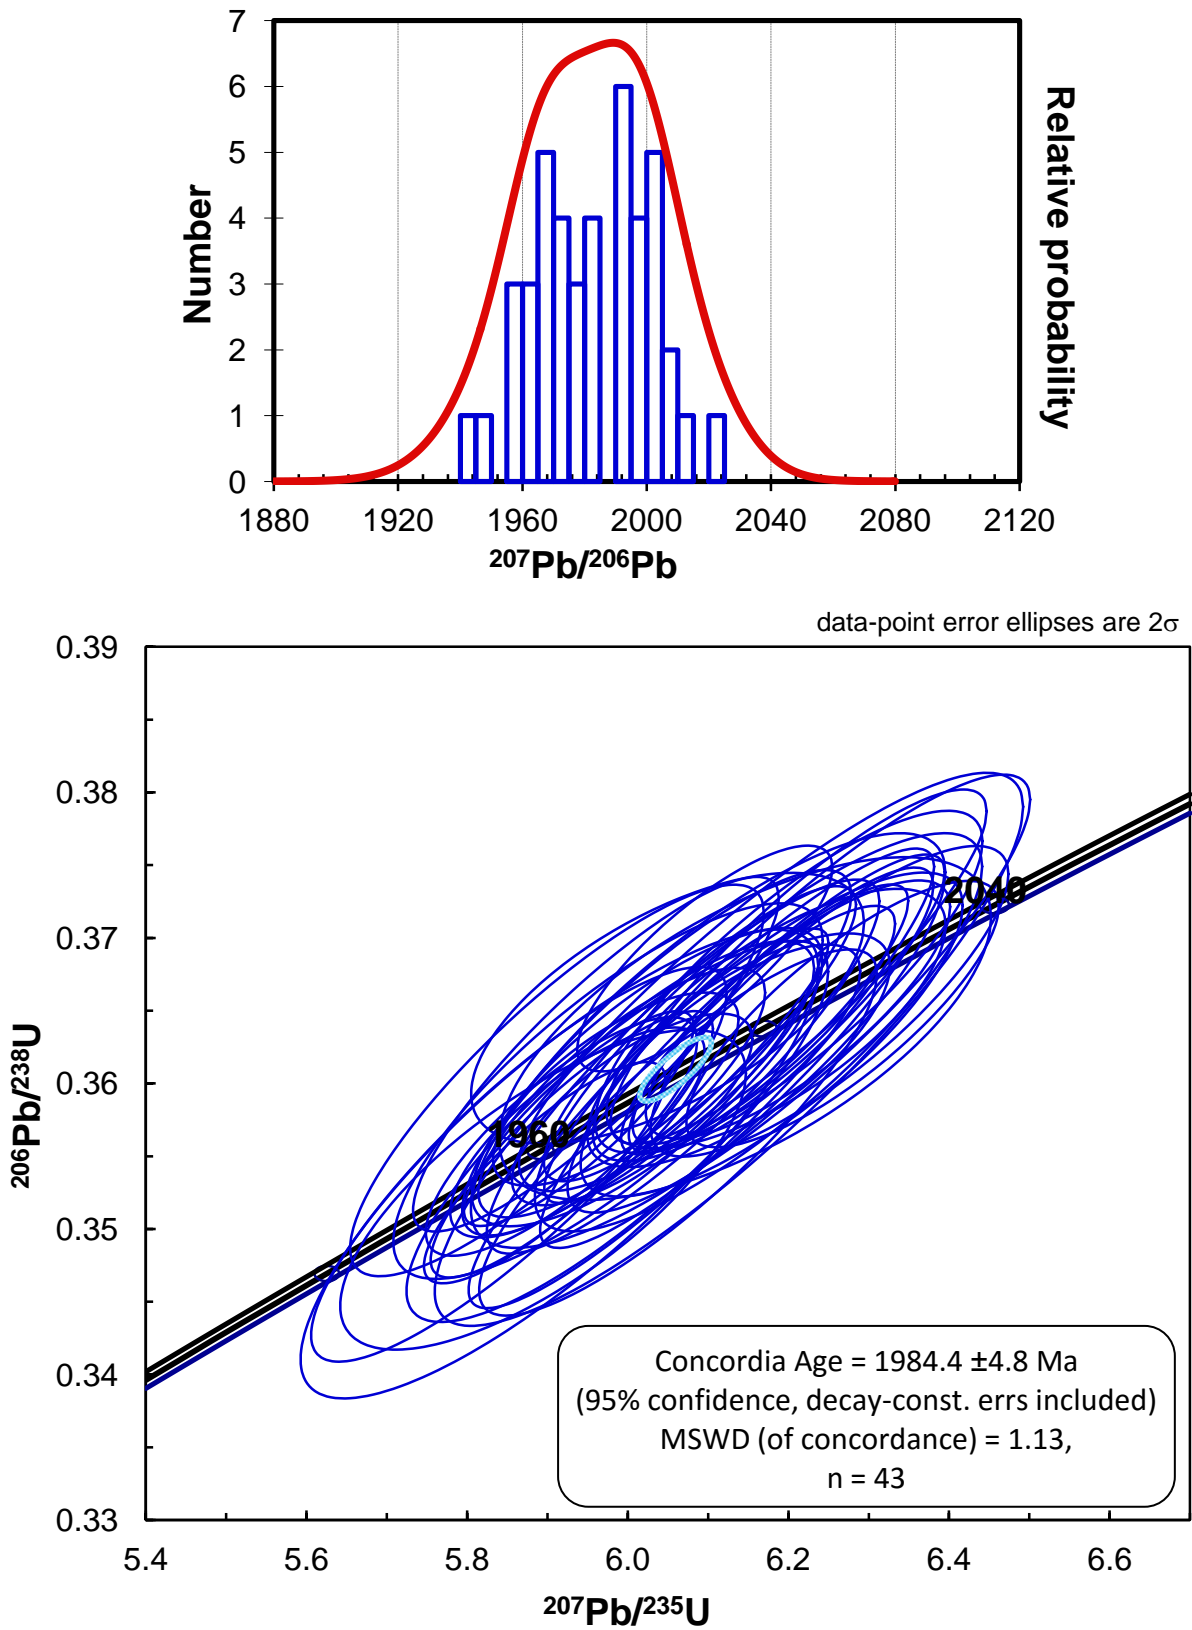 7
6
5
4
3
2
1
0
Number
Relative probability
1880 1920 1960 2000 2040 2080 2120
²⁰⁷Pb/²⁰⁶Pb
data-point error ellipses are 2σ
0.39
0.38
0.37
0.36
0.35
0.34
0.33
²⁰⁶Pb/²³⁸U
2040
1960
Concordia Age = 1984.4 ±4.8 Ma
(95% confidence, decay-const. errs included)
MSWD (of concordance) = 1.13,
n = 43
5.4 5.6 5.8 6.0 6.2 6.4 6.6
²⁰⁷Pb/²³⁵U